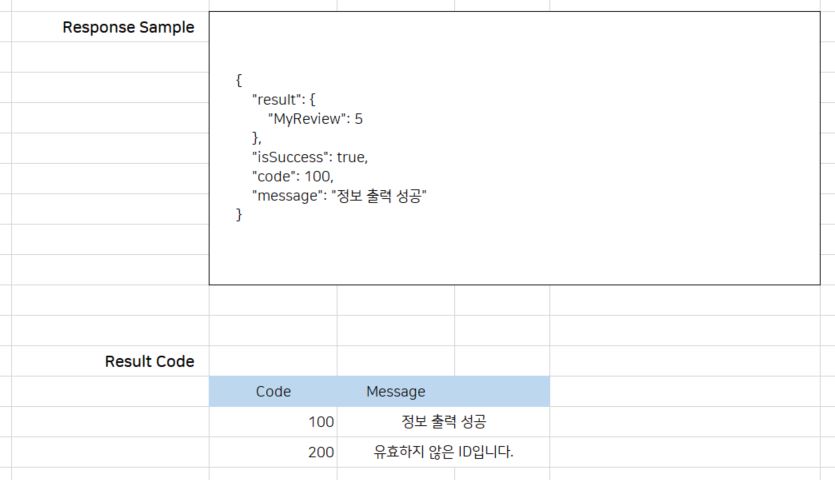 Response Sample
{
"result": {
"MyReview": 5
},
"isSuccess": true,
"code": 100,
"message": "정보 출력 성공"
}
Result Code
Code Message
100 정보 출력 성공
200 유효하지 않은 ID입니다.